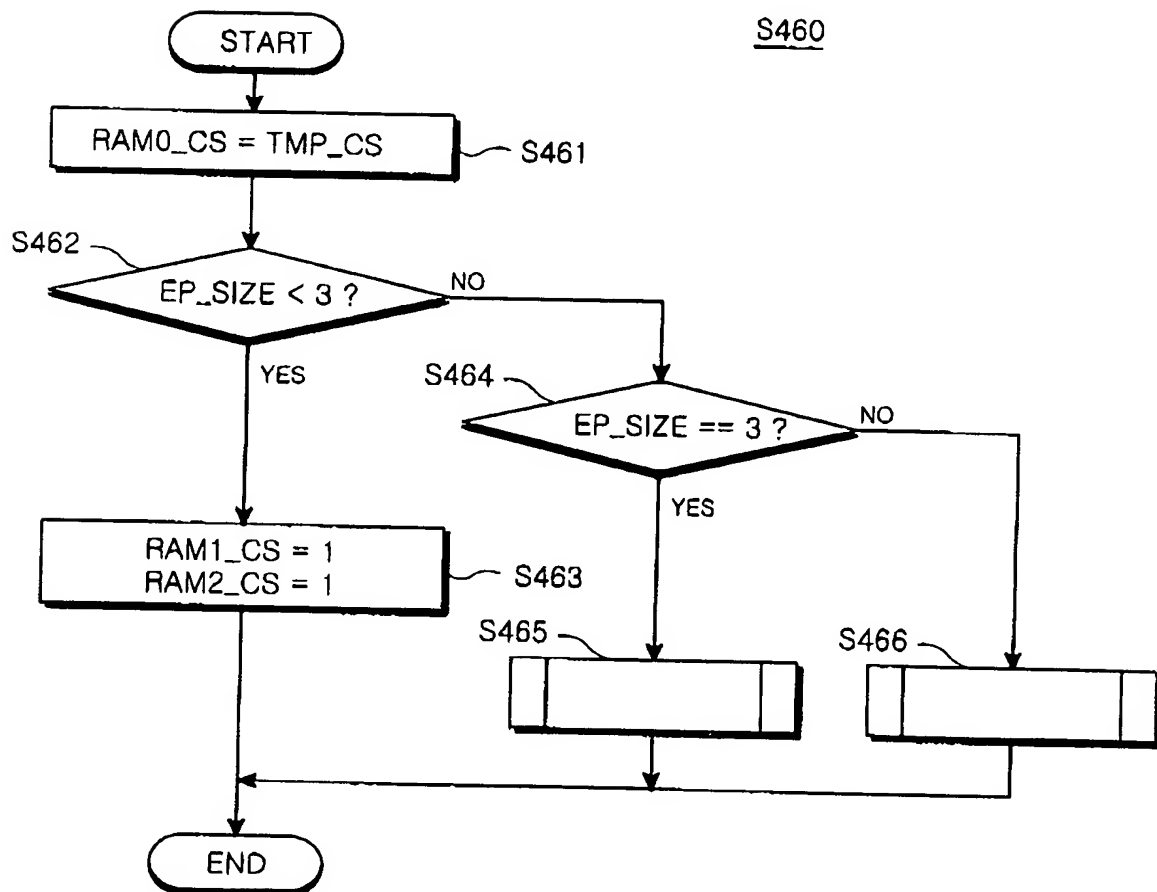 S460
START
RAM0_CS = TMP_CS
S461
S462
EP_SIZE < 3 ?
NO
YES
S464
EP_SIZE == 3 ?
NO
YES
RAM1_CS = 1
RAM2_CS = 1
S463
S465
S466
END